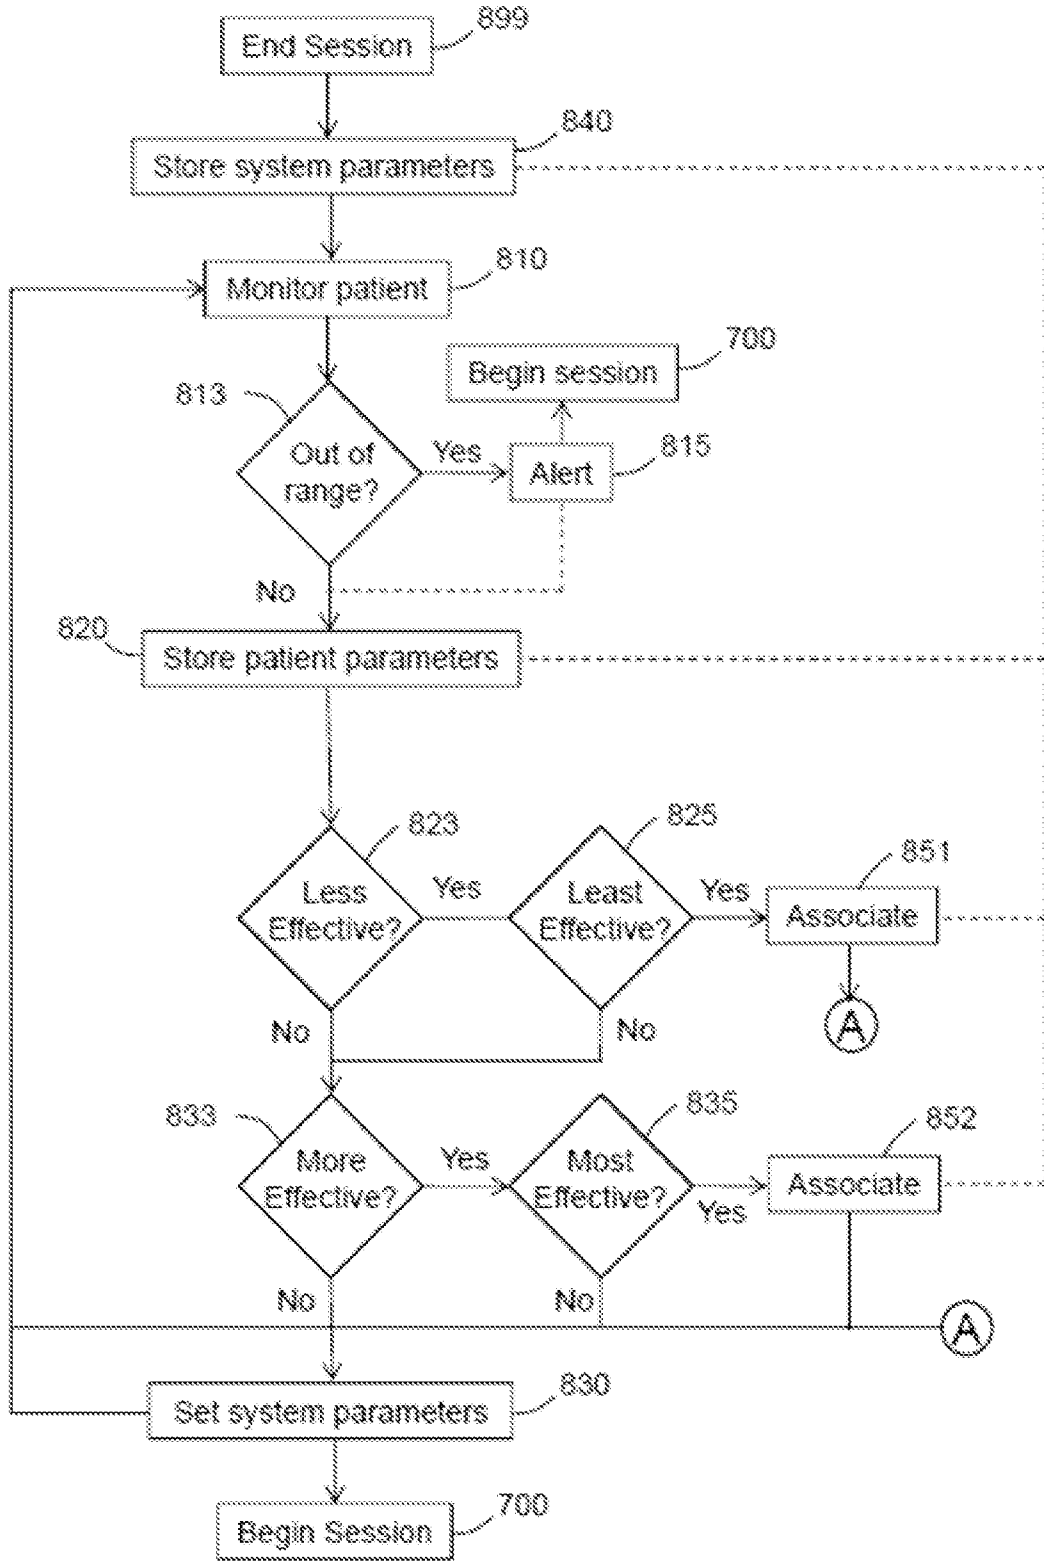 899
End Session
840
Store system parameters
810
Monitor patient
700
Begin session
813
Out of
range?
Yes
815
Alert
No
820
Store patient parameters
823
Less
Effective?
Yes
825
Least
Effective?
Yes
851
Associate
No
No
A
833
More
Effective?
Yes
835
Most
Effective?
Yes
852
Associate
No
No
A
830
Set system parameters
700
Begin Session